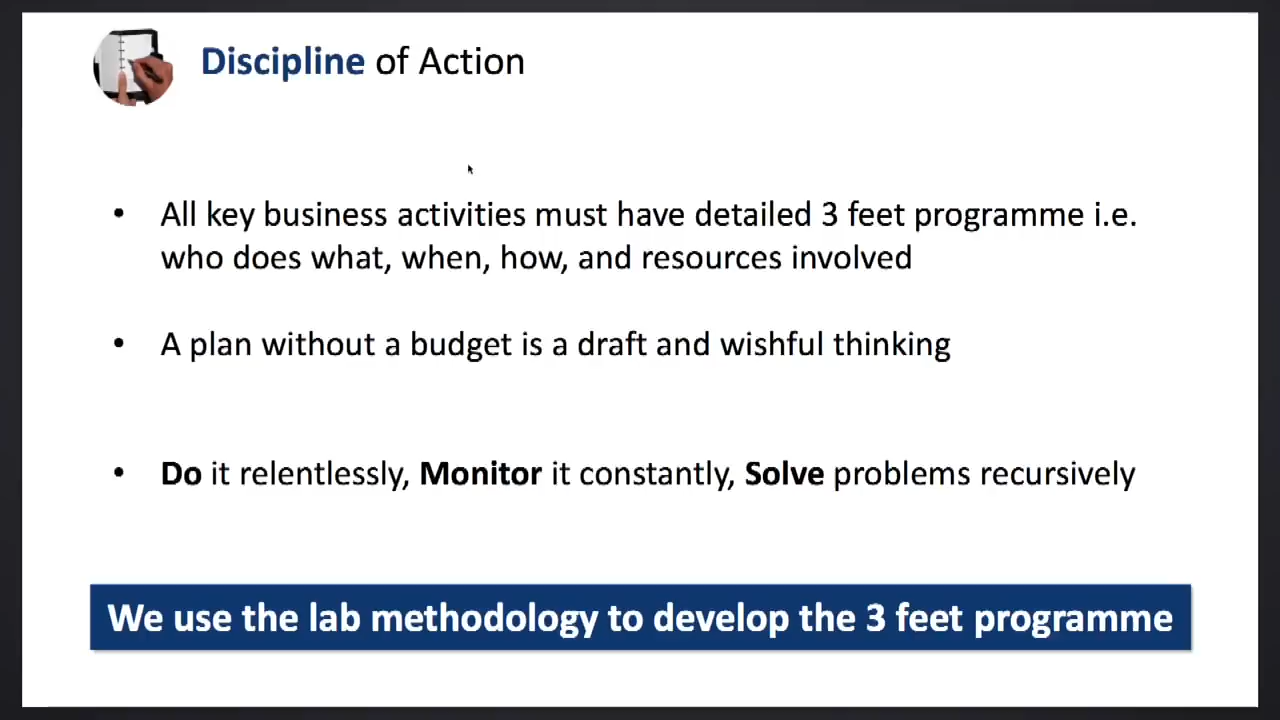 Discipline of Action
• All key business activities must have detailed 3 feet programme i.e.
who does what, when, how, and resources involved
• A plan without a budget is a draft and wishful thinking
• Do it relentlessly, Monitor it constantly, Solve problems recursively
We use the lab methodology to develop the 3 feet programme